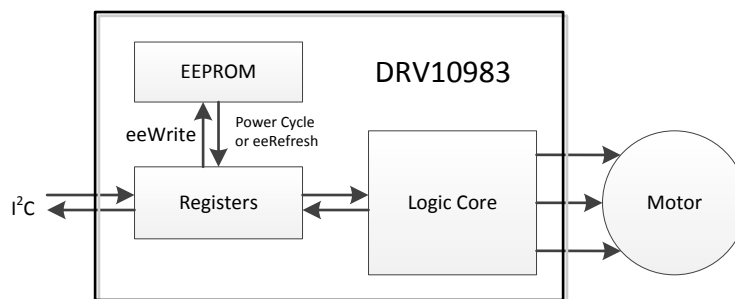 EEPROM
DRV10983
eeWrite
Power Cycle
or eeRefresh
I²C
Registers
Logic Core
Motor